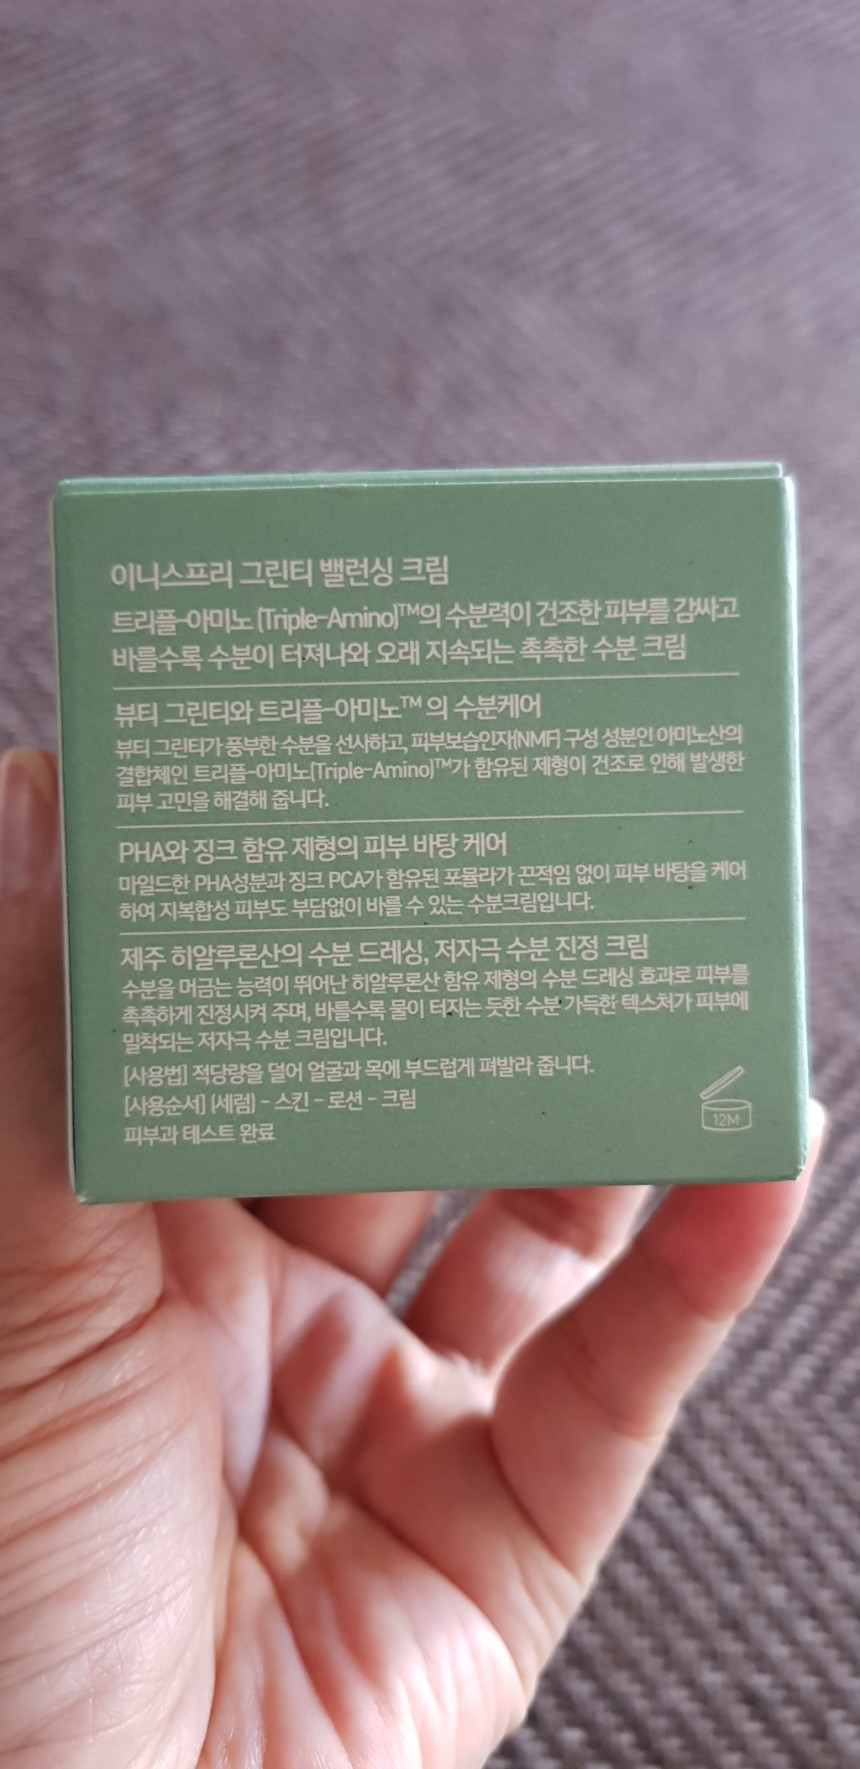 이니스프리 그린티 밸런싱 크림
트리플-아미노 (Triple-Amino)™의 수분력이 건조한 피부를 감싸고
바를수록 수분이 터져나와 오래 지속되는 촉촉한 수분 크림
뷰티 그린티와 트리플-아미노™ 의 수분케어
뷰티 그린티가 풍부한 수분을 선사하고, 피부보습인자(NMF) 구성 성분인 아미노산의
결합체인 트리플-아미노(Triple-Amino)™가 함유된 제형이 건조로 인해 발생한
피부 고민을 해결해 줍니다.
PHA와 징크 함유 제형의 피부 바탕 케어
마일드한 PHA성분과 징크 PCA가 함유된 포뮬라가 끈적임 없이 피부 바탕을 케어
하여 지복합성 피부도 부담없이 바를 수 있는 수분크림입니다.
제주 히알루론산의 수분 드레싱, 저자극 수분 진정 크림
수분을 머금는 능력이 뛰어난 히알루론산 함유 제형의 수분 드레싱 효과로 피부를
촉촉하게 진정시켜 주며, 바를수록 물이 터지는 듯한 수분 가득한 텍스처가 피부에
밀착되는 저자극 수분 크림입니다.
[사용법] 적당량을 덜어 얼굴과 목에 부드럽게 펴발라 줍니다.
[사용순서] (세럼) - 스킨 - 로션 - 크림
피부과 테스트 완료
12M